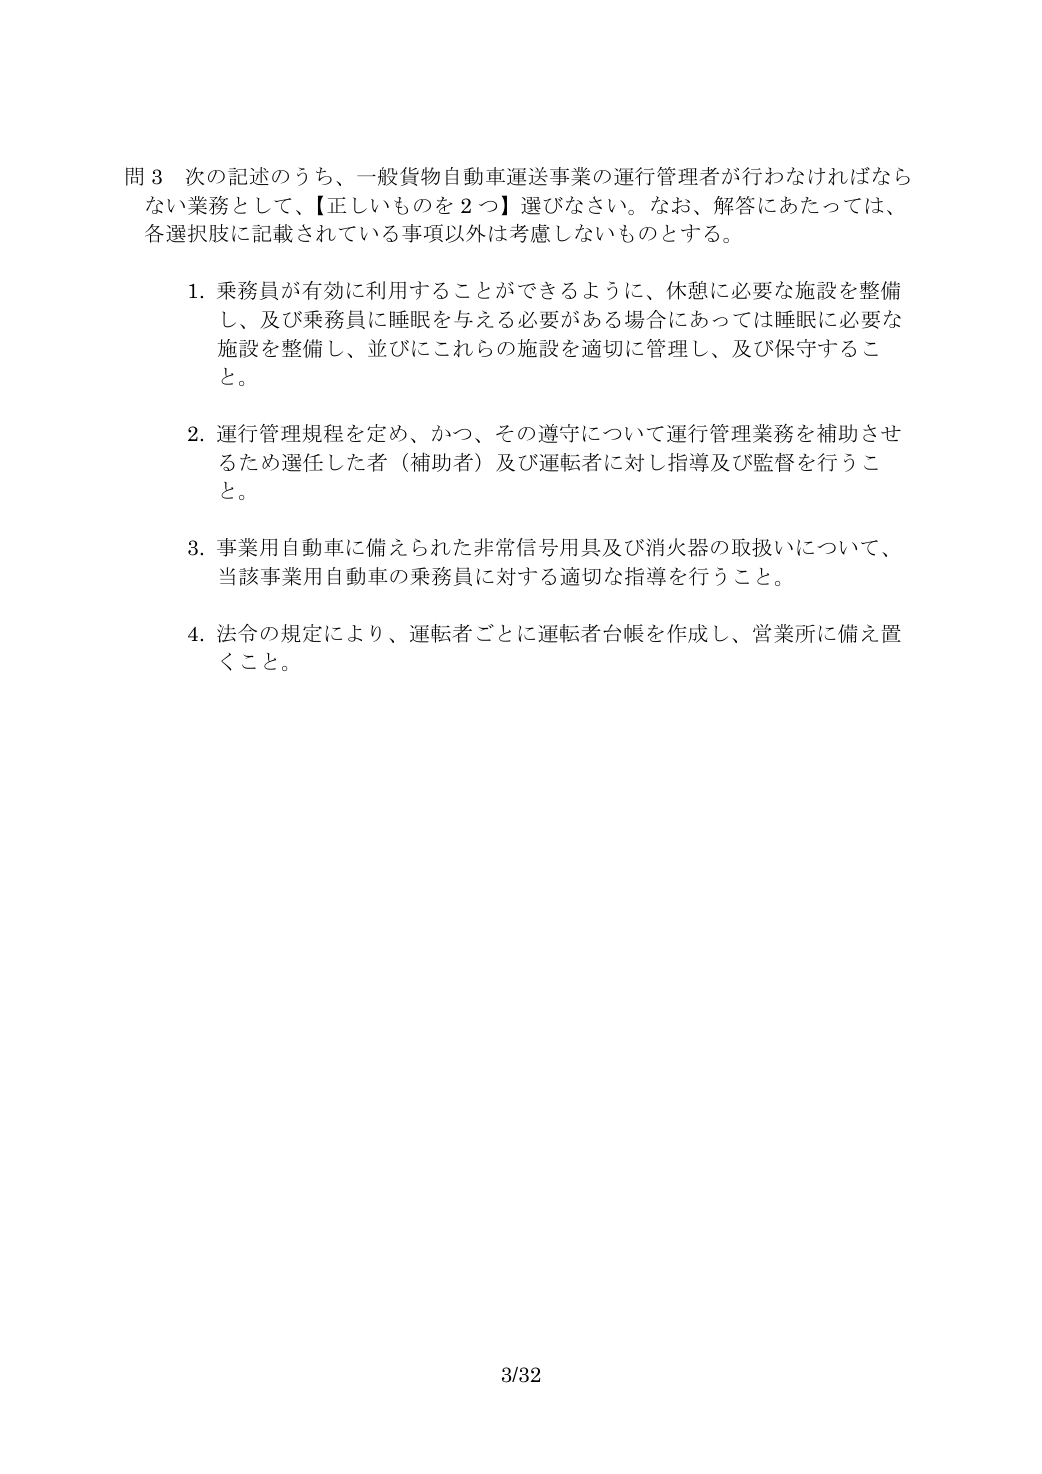 問 3　次の記述のうち、一般貨物自動車運送事業の運行管理者が行わなければなら
ない業務として、【正しいものを 2 つ】選びなさい。なお、解答にあたっては、
各選択肢に記載されている事項以外は考慮しないものとする。
1. 乗務員が有効に利用することができるように、休憩に必要な施設を整備
し、及び乗務員に睡眠を与える必要がある場合にあっては睡眠に必要な
施設を整備し、並びにこれらの施設を適切に管理し、及び保守するこ
と。
2. 運行管理規程を定め、かつ、その遵守について運行管理業務を補助させ
るため選任した者（補助者）及び運転者に対し指導及び監督を行うこ
と。
3. 事業用自動車に備えられた非常信号用具及び消火器の取扱いについて、
当該事業用自動車の乗務員に対する適切な指導を行うこと。
4. 法令の規定により、運転者ごとに運転者台帳を作成し、営業所に備え置
くこと。
3/32